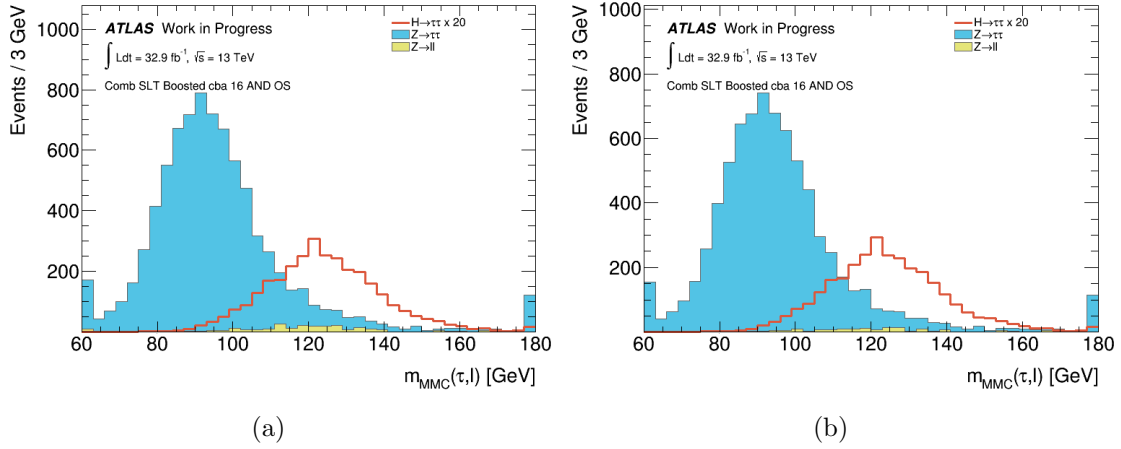 ATLAS Work in Progress
∫ Ldt = 32.9 fb⁻¹, √s = 13 TeV
Comb SLT Boosted cba 16 AND OS
H→ττ x 20
Z→ττ
Z→ll
Events / 3 GeV
1000
800
600
400
200
60 80 100 120 140 160 180
m_MMC(τ,l) [GeV]
(a)
ATLAS Work in Progress
∫ Ldt = 32.9 fb⁻¹, √s = 13 TeV
Comb SLT Boosted cba 16 AND OS
H→ττ x 20
Z→ττ
Z→ll
Events / 3 GeV
1000
800
600
400
200
60 80 100 120 140 160 180
m_MMC(τ,l) [GeV]
(b)